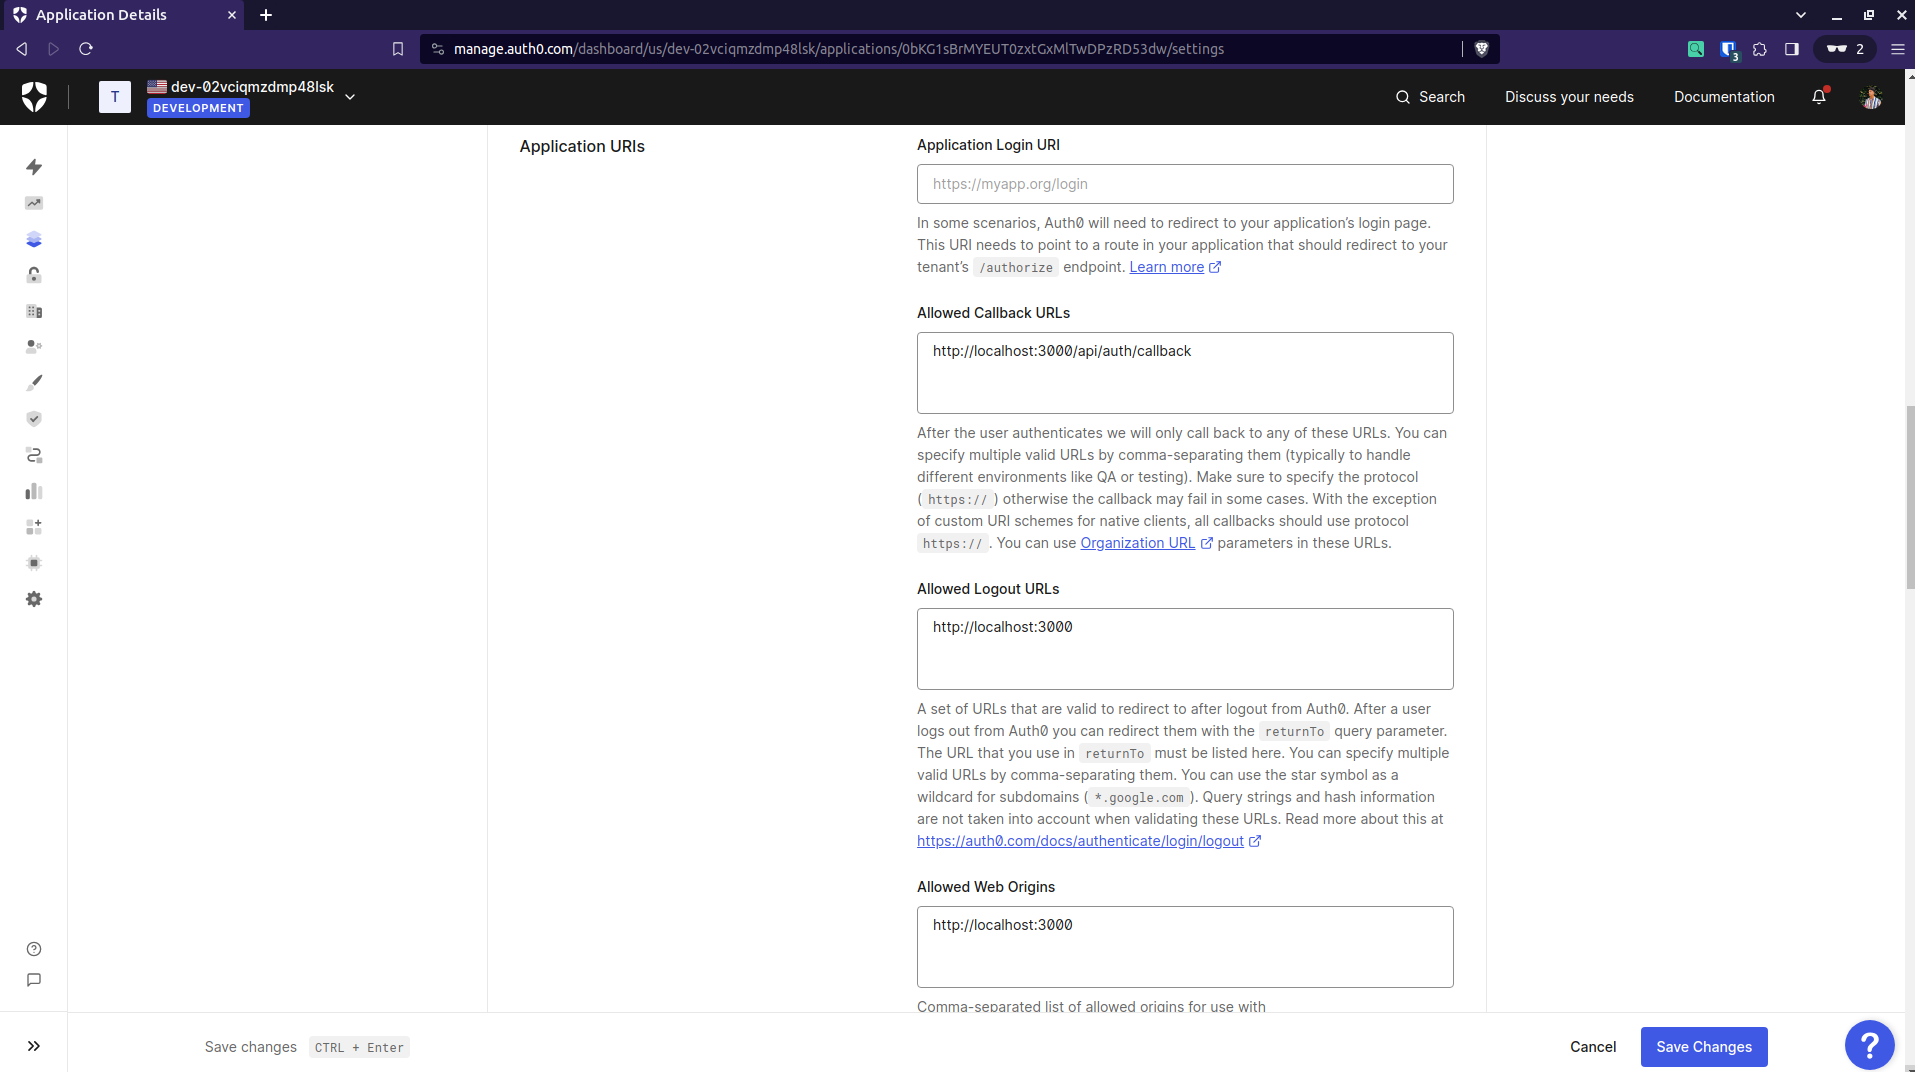 Application Details
manage.auth0.com/dashboard/us/dev-02vciqmzdmp48lsk/applications/0bKG1sBrMYEUT0zxtGxMlTwDPzRD53dw/settings
3
2
T
dev-02vciqmzdmp48lsk
DEVELOPMENT
Search
Discuss your needs
Documentation
Application URIs
Application Login URI
https://myapp.org/login
In some scenarios, Auth0 will need to redirect to your application’s login page.
This URI needs to point to a route in your application that should redirect to your
tenant’s /authorize endpoint. Learn more
Allowed Callback URLs
http://localhost:3000/api/auth/callback
After the user authenticates we will only call back to any of these URLs. You can
specify multiple valid URLs by comma-separating them (typically to handle
different environments like QA or testing). Make sure to specify the protocol
( https:// ) otherwise the callback may fail in some cases. With the exception
of custom URI schemes for native clients, all callbacks should use protocol
https:// . You can use Organization URL parameters in these URLs.
Allowed Logout URLs
http://localhost:3000
A set of URLs that are valid to redirect to after logout from Auth0. After a user
logs out from Auth0 you can redirect them with the returnTo query parameter.
The URL that you use in returnTo must be listed here. You can specify multiple
valid URLs by comma-separating them. You can use the star symbol as a
wildcard for subdomains ( *.google.com ). Query strings and hash information
are not taken into account when validating these URLs. Read more about this at
https://auth0.com/docs/authenticate/login/logout
Allowed Web Origins
http://localhost:3000
Comma-separated list of allowed origins for use with
Save changes CTRL + Enter
Cancel
Save Changes
?